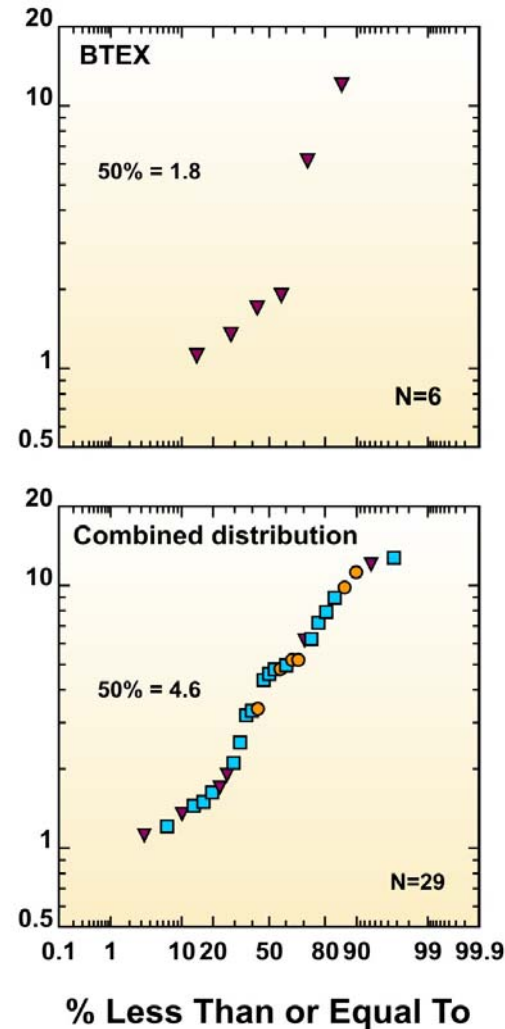 20
BTEX
10
50% = 1.8
1
N=6
0.5
20
Combined distribution
10
50% = 4.6
1
N=29
0.5
0.1 1 10 20 50 80 90 99 99.9
% Less Than or Equal To